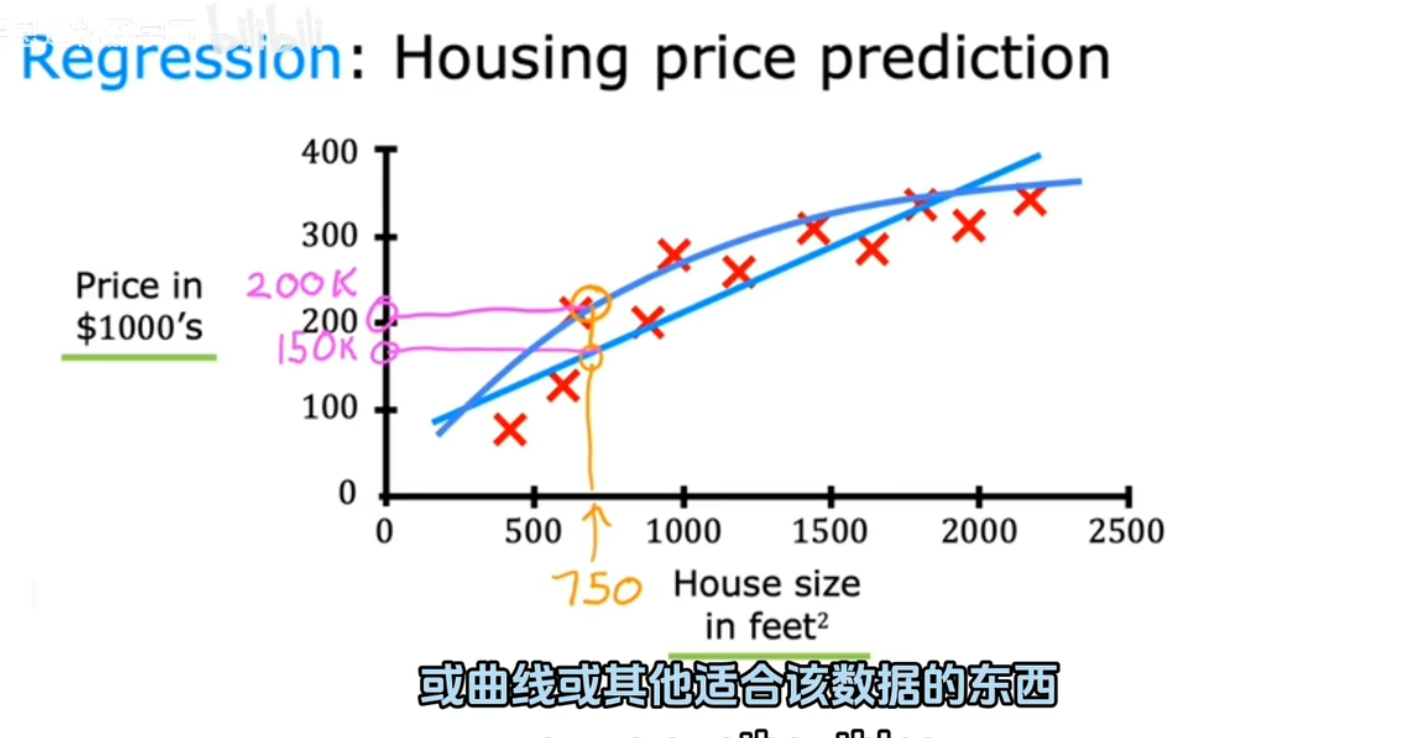 bilibili
Regression: Housing price prediction
400
300
Price in
$1000's
200K
200
150K
100
0
0 500 1000 1500 2000 2500
750
House size
in feet²
或曲线或其他适合该数据的东西